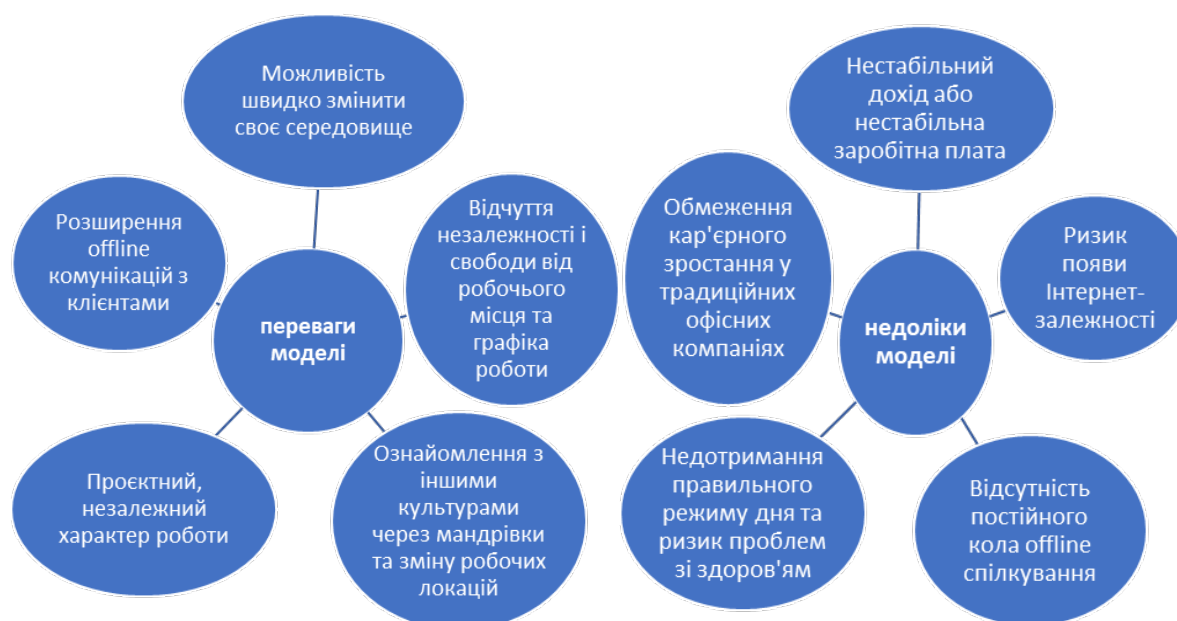 Можливість
швидко змінити
своє середовище
Розширення
offline
комунікацій з
клієнтами
переваги
моделі
Відчуття
незалежності і
свободи від
робочього
місця та
графіка
роботи
Проєктний,
незалежний
характер роботи
Ознайомлення з
іншими
культурами
через мандрівки
та зміну робочих
локацій
Нестабільний
дохід або
нестабільна
заробітна плата
Обмеження
кар'єрного
зростання у
традиційних
офісних
компаніях
недоліки
моделі
Ризик
появи
Інтернет-
залежності
Недотримання
правильного
режиму дня та
ризик проблем
зі здоров'ям
Відсутність
постійного
кола offline
спілкування